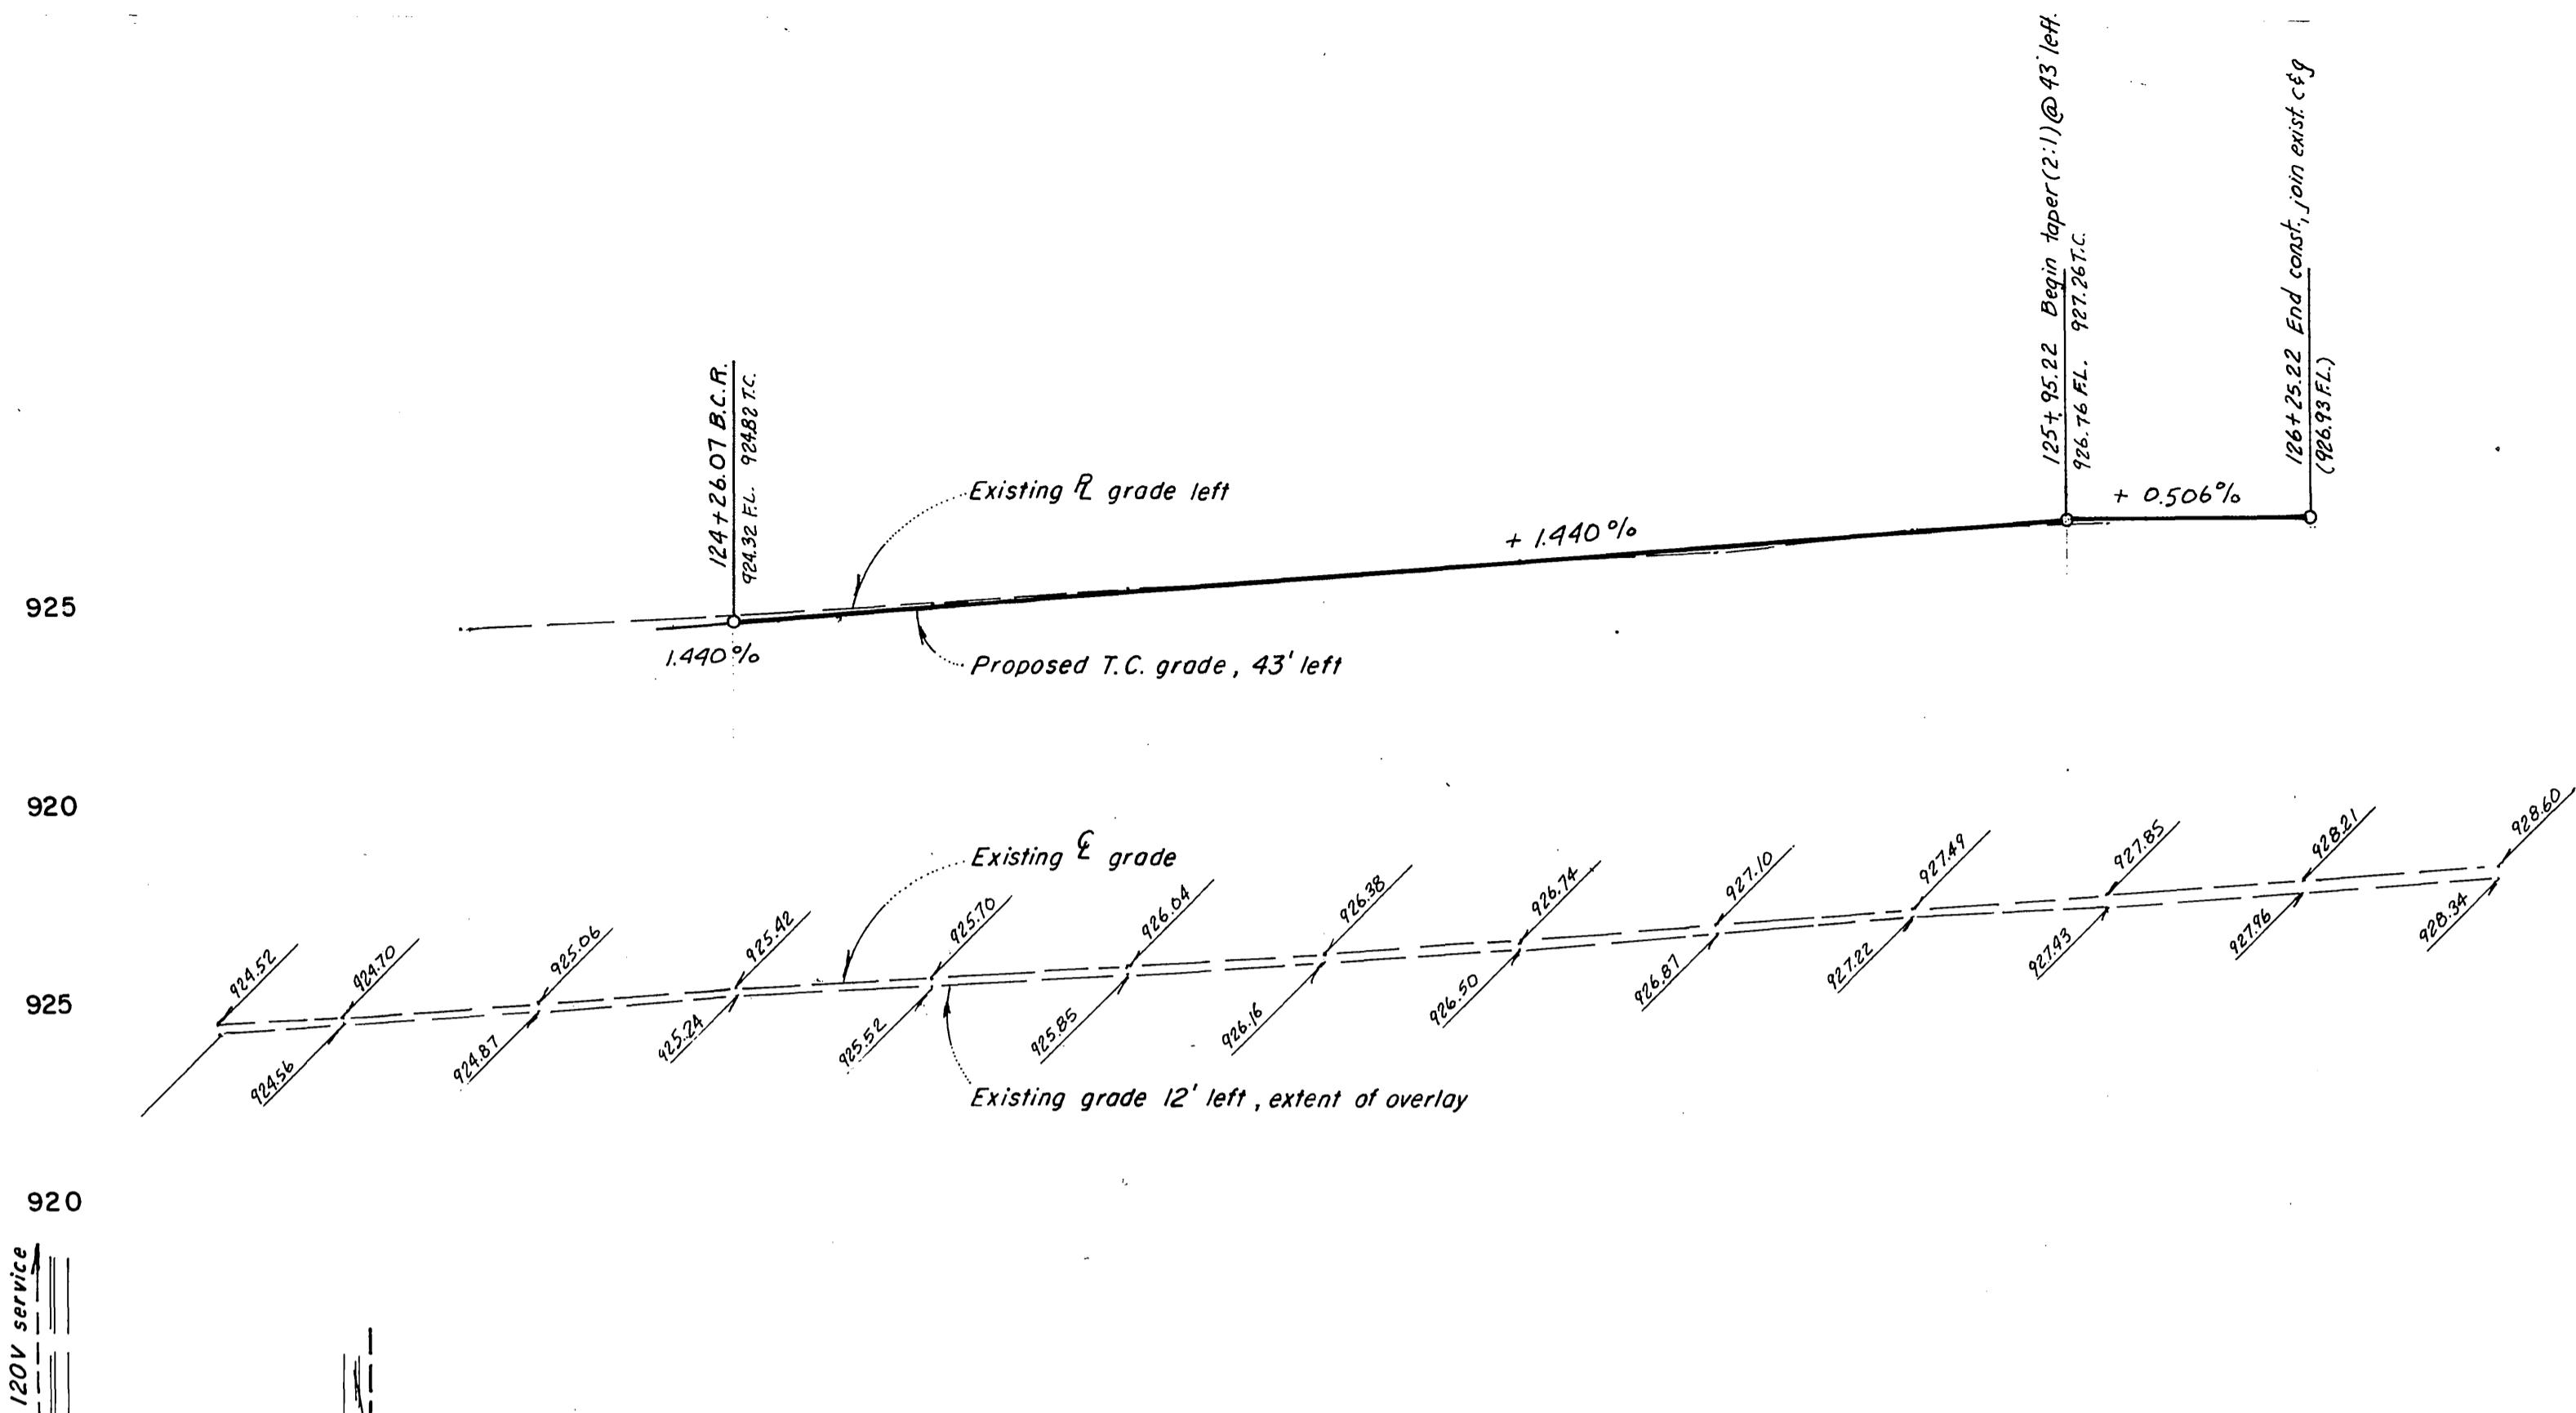 125+95.22 Begin taper (2:1) @ 43' left.
926.76 F.L. 927.26 T.C.
126+25.22 End const., join exist. c&g
(926.93 F.L.)
124+26.07 B.C.R.
924.32 F.L. 924.82 T.C.
Existing PL grade left
+ 1.440%
+ 0.506%
925
1.440%
Proposed T.C. grade, 43' left
920
Existing CL grade
924.52
924.70
925.06
925.42
925.70
926.04
926.38
926.74
927.10
927.49
927.85
928.21
928.60
925
924.56
924.87
925.24
925.52
925.85
926.16
926.50
926.87
927.22
927.43
927.96
928.34
Existing grade 12' left, extent of overlay
920
120V service